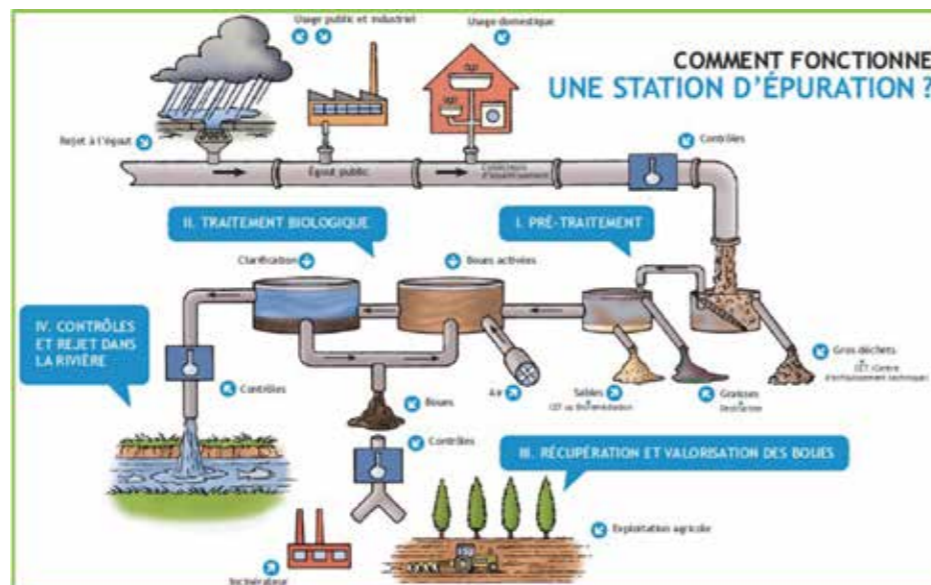 COMMENT FONCTIONNE
UNE STATION D'ÉPURATION ?
Usage public et industriel
Usage domestique
Rejet à l'égout
Égout public
Contrôles
I. PRÉ-TRAITEMENT
II. TRAITEMENT BIOLOGIQUE
Clarification
Boues activées
Gros déchets
Graisses
Sables
Air
Boues
Contrôles
III. RÉCUPÉRATION ET VALORISATION DES BOUES
Exploitation agricole
Incinérateur
IV. CONTRÔLES
ET REJET DANS
LA RIVIÈRE
Contrôles